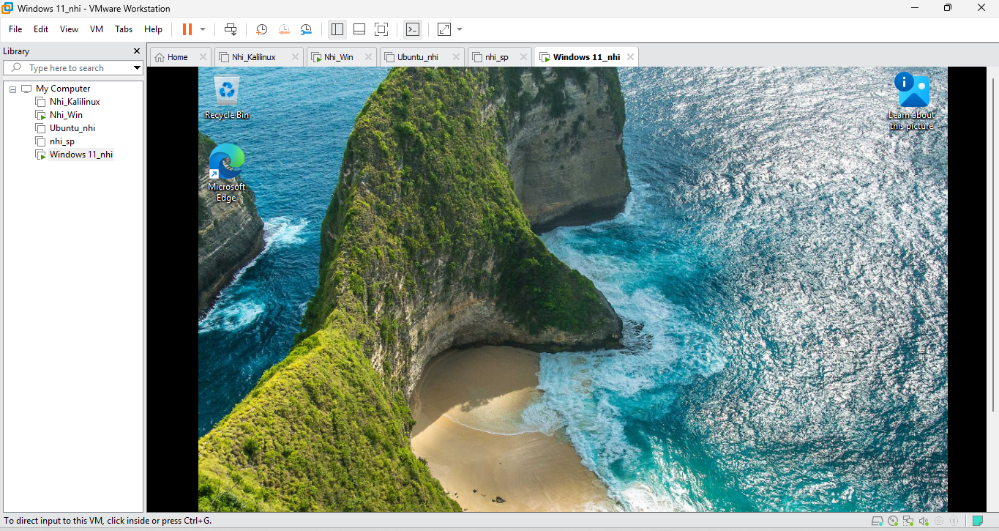 Windows 11_nhi - VMware Workstation
File Edit View VM Tabs Help
Library
Type here to search
My Computer
Nhi_Kalilinux
Nhi_Win
Ubuntu_nhi
nhi_sp
Windows 11_nhi
Home Nhi_Kalilinux Nhi_Win Ubuntu_nhi nhi_sp Windows 11_nhi
Recycle Bin
Microsoft
Edge
Learn about
this picture
To direct input to this VM, click inside or press Ctrl+G.